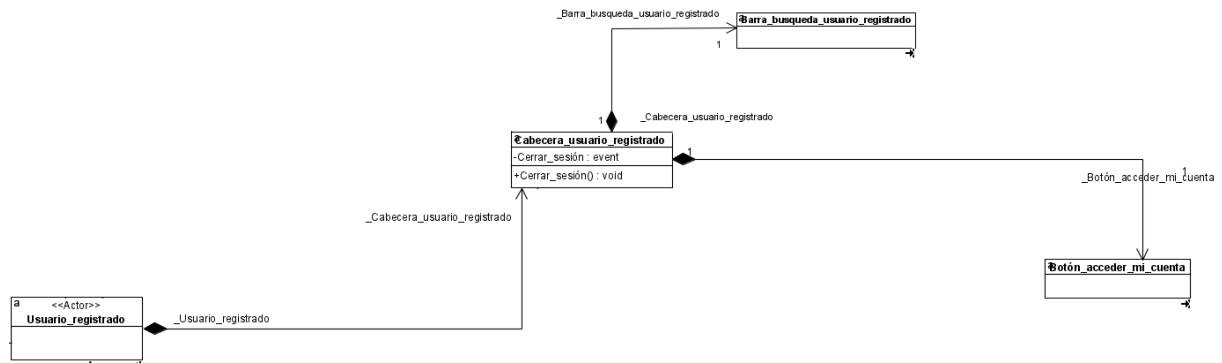 _Barra_busqueda_usuario_registrado
Barra_busqueda_usuario_registrado
1
1
_Cabecera_usuario_registrado
Cabecera_usuario_registrado
-Cerrar_sesión : event
+Cerrar_sesión() : void
1
1
_Botón_acceder_mi_cuenta
_Cabecera_usuario_registrado
Botón_acceder_mi_cuenta
a
<<Actor>>
Usuario_registrado
_Usuario_registrado